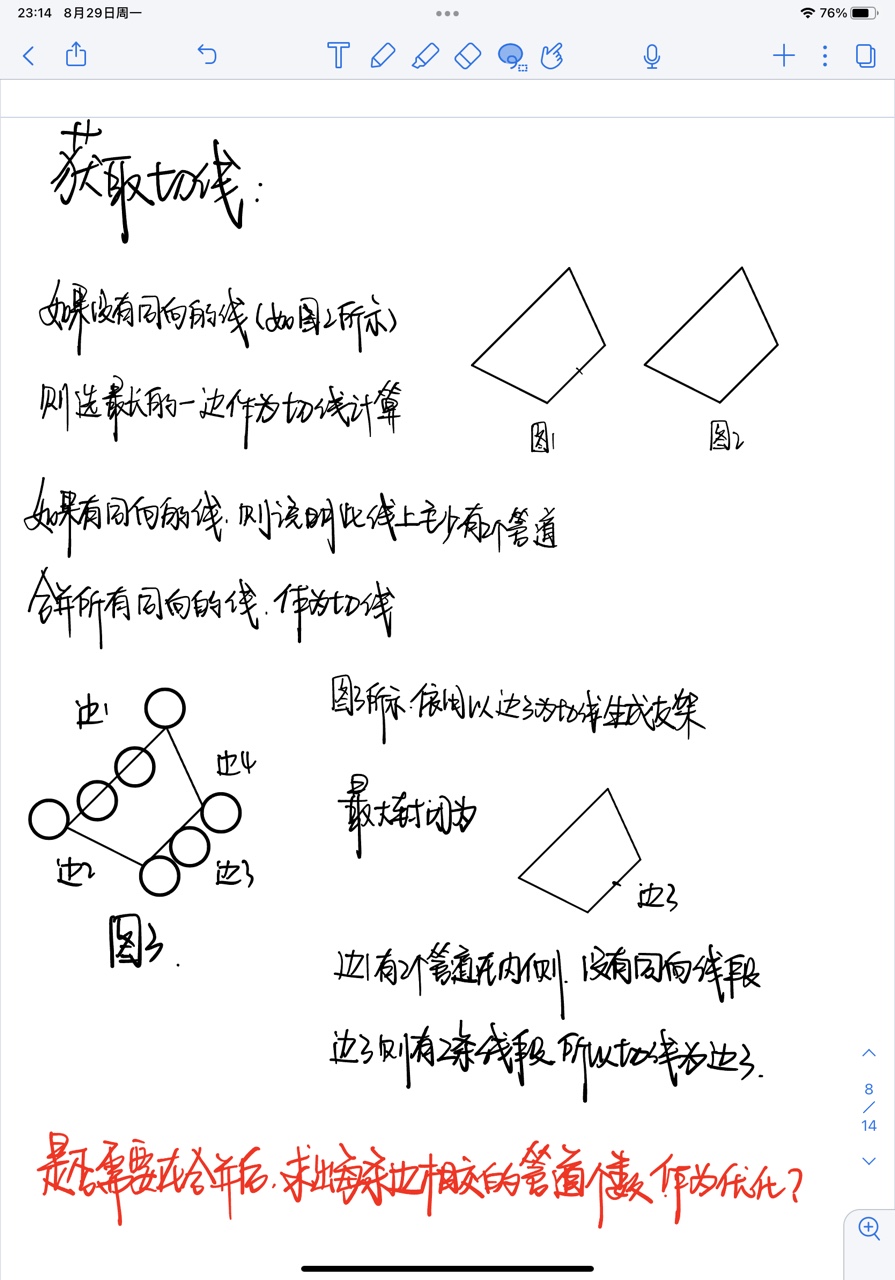 23:14 8月29日周一
76%
获取切线:
如果没有同向的线(如图2所示)
则选最长的一边作为切线计算
图1
图2
如果有同向的线,则说明此线上至少有2个管道
合并所有同向的线,作为切线
图3所示:依旧以边3为切线生成支架
边1
边4
边2
边3
图3.
最大封闭为
边3
边1有2个管道在内侧,没有同向线段
边3则有2条线段,所以切线为边3.
8
/
14
是否需要在合并后,求出每条边相交的管道个数,作为优化?